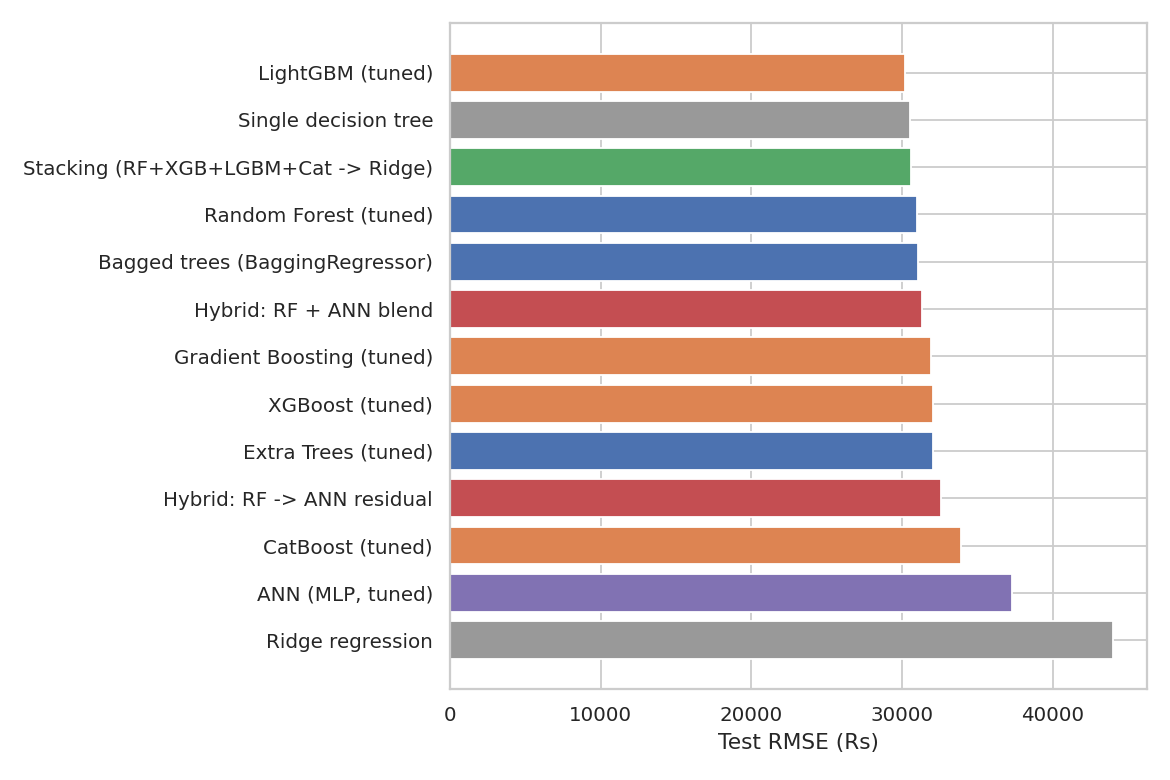 LightGBM (tuned)
Single decision tree
Stacking (RF+XGB+LGBM+Cat -> Ridge)
Random Forest (tuned)
Bagged trees (BaggingRegressor)
Hybrid: RF + ANN blend
Gradient Boosting (tuned)
XGBoost (tuned)
Extra Trees (tuned)
Hybrid: RF -> ANN residual
CatBoost (tuned)
ANN (MLP, tuned)
Ridge regression
0 10000 20000 30000 40000
Test RMSE (Rs)